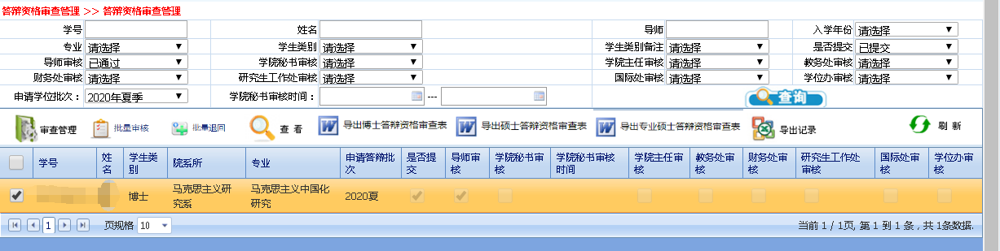 答辩资格审查管理 >> 答辩资格审查管理
学号 姓名 导师 入学年份 请选择
专业 请选择 学生类别 请选择 学生类别备注 请选择 是否提交 已提交
导师审核 已通过 学院秘书审核 请选择 学院主任审核 请选择 教务处审核 请选择
财务处审核 请选择 研究生工作处审核 请选择 国际处审核 请选择 学位办审核 请选择
申请学位批次： 2020年夏季 学院秘书审核时间： --- 查询
审查管理 批量审核 批量退回 查 看 导出博士答辩资格审查表 导出硕士答辩资格审查表 导出专业硕士答辩资格审查表 导出记录 刷 新
学号 姓名 学生类别 院系所 专业 申请答辩批次 是否提交 导师审核 学院秘书审核 学院秘书审核时间 学院主任审核 教务处审核 财务处审核 研究生工作处审核 国际处审核 学位办审核
博士 马克思主义研究系 马克思主义中国化研究 2020夏
1 页规格 10 当前 1 / 1页, 第 1 到 1 条 , 共 1条数据.